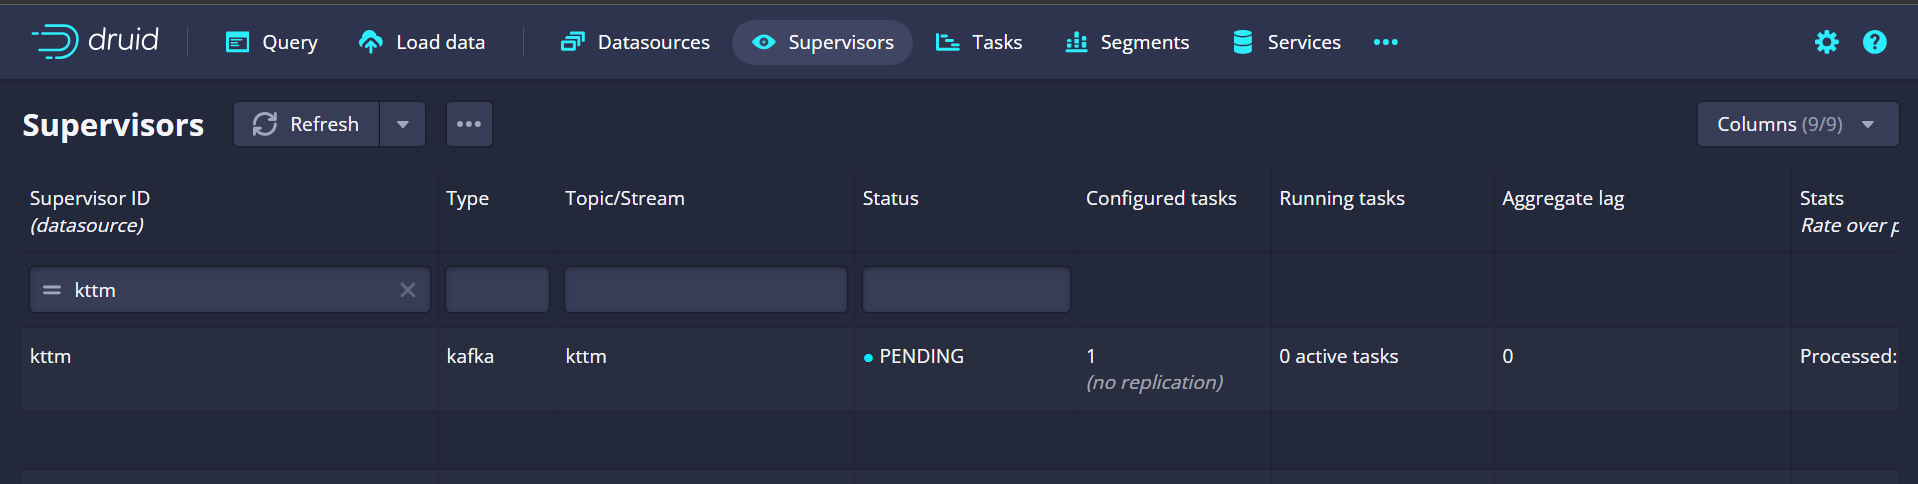 druid Query Load data Datasources Supervisors Tasks Segments Services
Supervisors Refresh Columns (9/9)
Supervisor ID Type Topic/Stream Status Configured tasks Running tasks Aggregate lag Stats
(datasource) Rate over p
= kttm
kttm kafka kttm PENDING 1 0 active tasks 0 Processed:
(no replication)